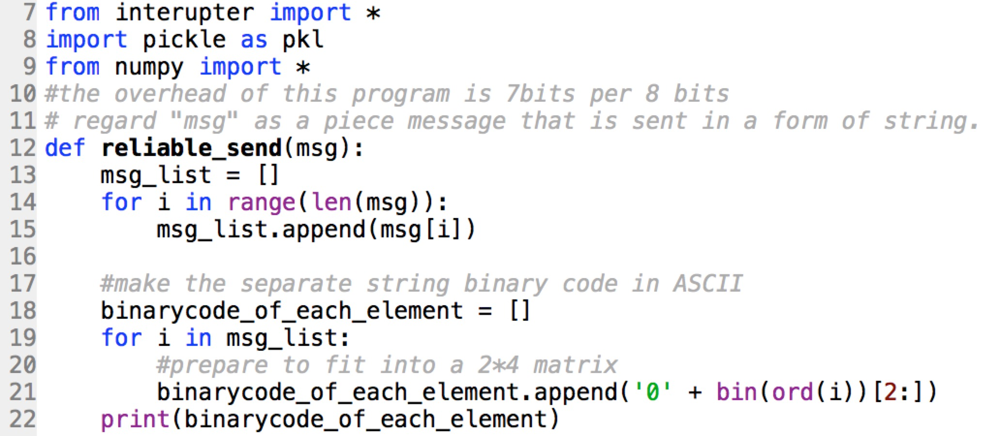 7 from interupter import *
8 import pickle as pkl
9 from numpy import *
10 #the overhead of this program is 7bits per 8 bits
11 # regard "msg" as a piece message that is sent in a form of string.
12 def reliable_send(msg):
13     msg_list = []
14     for i in range(len(msg)):
15         msg_list.append(msg[i])
16
17     #make the separate string binary code in ASCII
18     binarycode_of_each_element = []
19     for i in msg_list:
20         #prepare to fit into a 2*4 matrix
21         binarycode_of_each_element.append('0' + bin(ord(i))[2:])
22     print(binarycode_of_each_element)